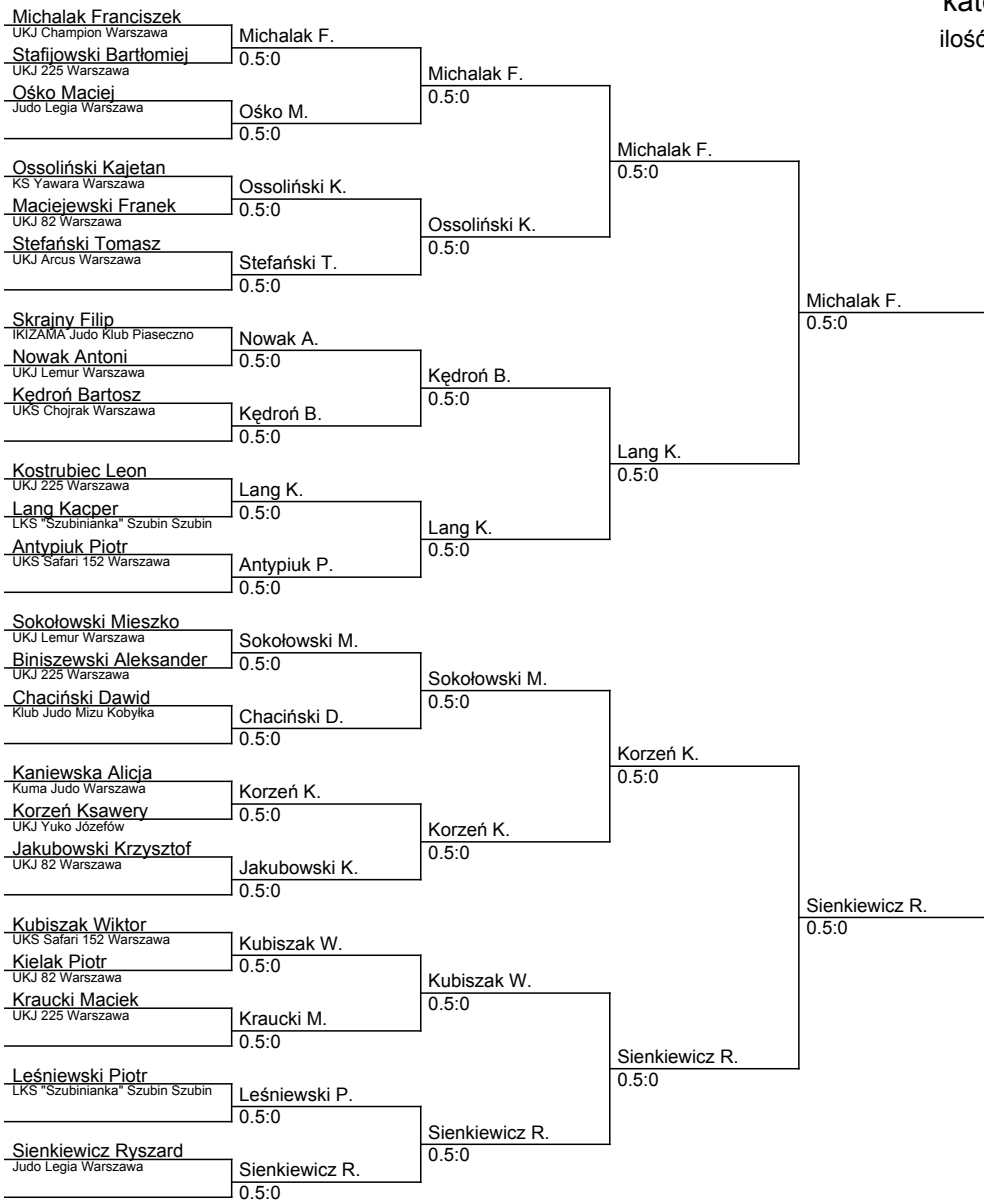 kat
ilość
Michalak Franciszek
UKJ Champion Warszawa
Stafijowski Bartłomiej
UKJ 225 Warszawa
Ośko Maciej
Judo Legia Warszawa
Ossoliński Kajetan
KS Yawara Warszawa
Maciejewski Franek
UKJ 82 Warszawa
Stefański Tomasz
UKJ Arcus Warszawa
Skrajny Filip
IKIZAMA Judo Klub Piaseczno
Nowak Antoni
UKJ Lemur Warszawa
Kędroń Bartosz
UKS Chojrak Warszawa
Kostrubiec Leon
UKJ 225 Warszawa
Lang Kacper
LKS "Szubinianka" Szubin Szubin
Antypiuk Piotr
UKS Safari 152 Warszawa
Sokołowski Mieszko
UKJ Lemur Warszawa
Biniszewski Aleksander
UKJ 225 Warszawa
Chaciński Dawid
Klub Judo Mizu Kobyłka
Kaniewska Alicja
Kuma Judo Warszawa
Korzeń Ksawery
UKJ Yuko Józefów
Jakubowski Krzysztof
UKJ 82 Warszawa
Kubiszak Wiktor
UKS Safari 152 Warszawa
Kielak Piotr
UKJ 82 Warszawa
Kraucki Maciek
UKJ 225 Warszawa
Leśniewski Piotr
LKS "Szubinianka" Szubin Szubin
Sienkiewicz Ryszard
Judo Legia Warszawa
Michalak F.
0.5:0
Ośko M.
0.5:0
Ossoliński K.
0.5:0
Stefański T.
0.5:0
Nowak A.
0.5:0
Kędroń B.
0.5:0
Lang K.
0.5:0
Antypiuk P.
0.5:0
Sokołowski M.
0.5:0
Chaciński D.
0.5:0
Korzeń K.
0.5:0
Jakubowski K.
0.5:0
Kubiszak W.
0.5:0
Kraucki M.
0.5:0
Leśniewski P.
0.5:0
Sienkiewicz R.
0.5:0
Michalak F.
0.5:0
Ossoliński K.
0.5:0
Kędroń B.
0.5:0
Lang K.
0.5:0
Sokołowski M.
0.5:0
Korzeń K.
0.5:0
Kubiszak W.
0.5:0
Sienkiewicz R.
0.5:0
Michalak F.
0.5:0
Lang K.
0.5:0
Korzeń K.
0.5:0
Sienkiewicz R.
0.5:0
Michalak F.
0.5:0
Sienkiewicz R.
0.5:0